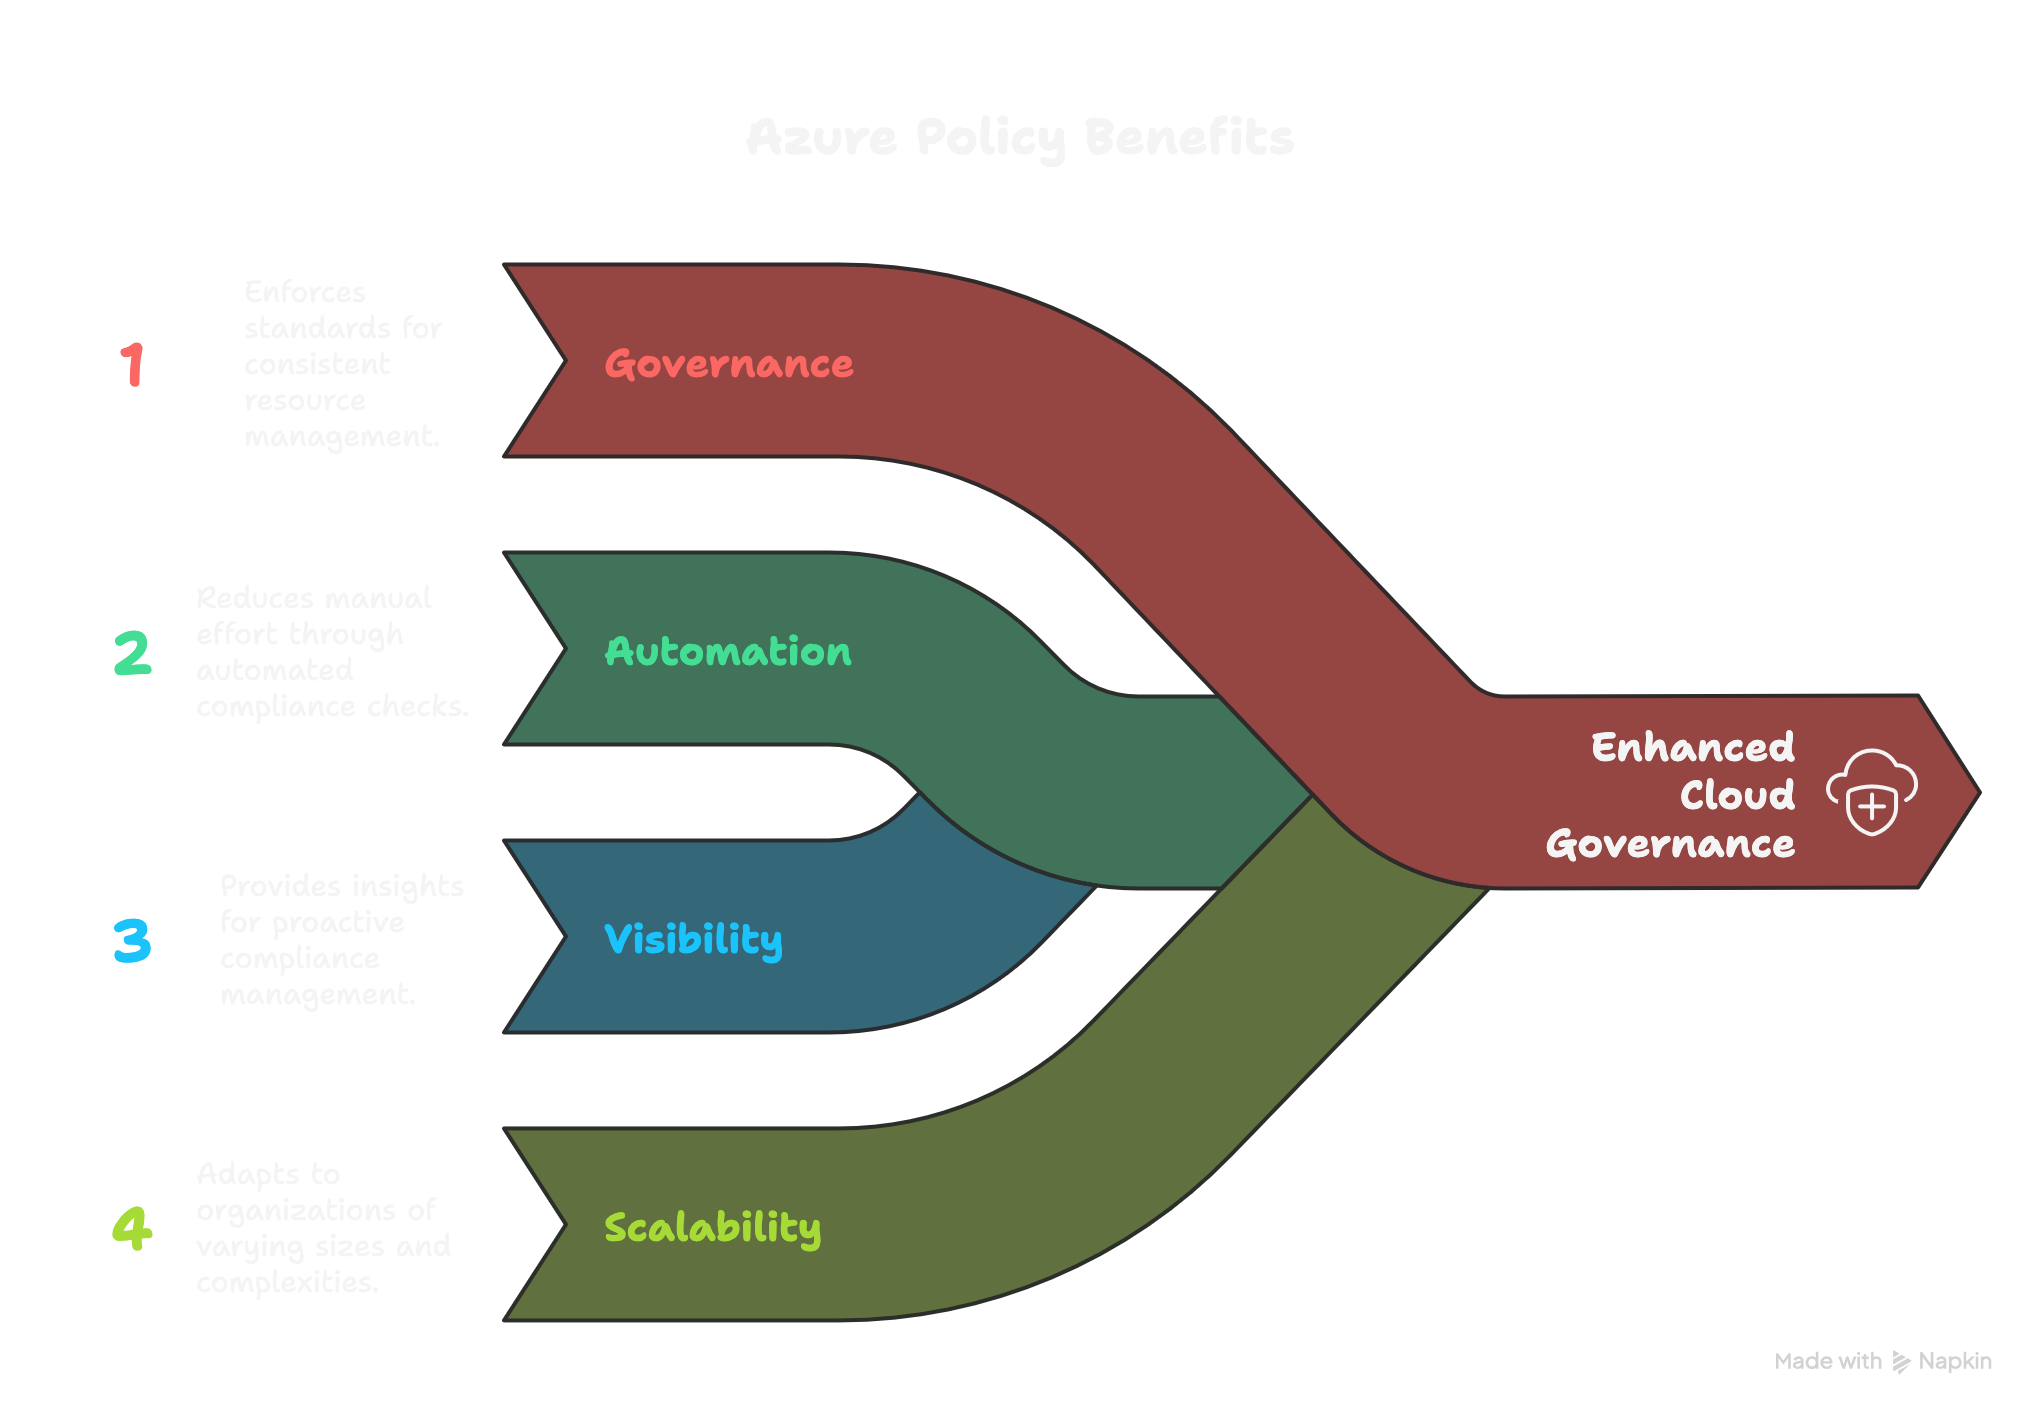 Azure Policy Benefits
1
Enforces
standards for
consistent
resource
management.
Governance
2
Reduces manual
effort through
automated
compliance checks.
Automation
3
Provides insights
for proactive
compliance
management.
Visibility
4
Adapts to
organizations of
varying sizes and
complexities.
Scalability
Enhanced
Cloud
Governance
Made with Napkin